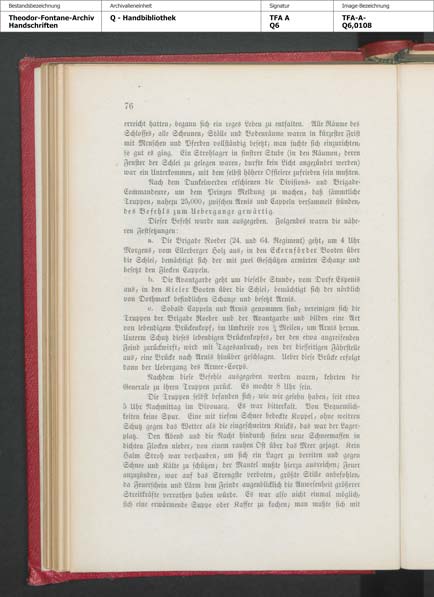 Bestandsbezeichnung
Archivalieneinheit
Signatur
Image-Bezeichnung
Theodor-Fontane-Archiv
Handschriften
Q - Handbibliothek
TFA A
Q6
TFA-A-
Q6,0108
76
erreicht hatten, begann sich ein reges Leben zu entfalten. Alle Räume des
Schlosses, alle Scheunen, Ställe und Bodenräume waren in kürzester Frist
mit Menschen und Pferden vollständig besetzt; man suchte sich einzurichten,
so gut es ging. Ein Strohlager in finstrer Stube (in den Räumen, deren
Fenster der Schlei zu gelegen waren, durfte kein Licht angezündet werden)
war ein Unterkommen, mit dem selbst höhere Offiziere zufrieden sein mußten.
Nach dem Dunkelwerden erschienen die Divisions- und Brigade-
Commandeure, um dem Prinzen Meldung zu machen, daß sämmtliche
Truppen, nahezu 25,000, zwischen Arnis und Cappeln versammelt stünden,
des Befehls zum Uebergange gewärtig.
Dieser Befehl wurde nun ausgegeben. Folgendes waren die nähe-
ren Festsetzungen:
a. Die Brigade Roeder (24. und 64. Regiment) geht, um 4 Uhr
Morgens, vom Ellerberger Holz aus, in den Eckernförder Booten über
die Schlei, bemächtigt sich der mit zwei Geschützen armirten Schanze und
besetzt den Flecken Cappeln.
b. Die Avantgarde geht um dieselbe Stunde, vom Dorfe Espenis
aus, in den Kieler Booten über die Schlei, bemächtigt sich der nördlich
von Dothmark befindlichen Schanze und besetzt Arnis.
c. Sobald Cappeln und Arnis genommen sind, vereinigen sich die
Truppen der Brigade Roeder und der Avantgarde und bilden eine Art
von lebendigem Brückenkopf, im Umkreise von ¼ Meilen, um Arnis herum.
Unterm Schutz dieses lebendigen Brückenkopfes, der den etwa angreifenden
Feind zurückwirft, wird mit Tagesanbruch, von der diesseitigen Fährstelle
aus, eine Brücke nach Arnis hinüber geschlagen. Ueber diese Brücke erfolgt
dann der Uebergang des Armee-Corps.
Nachdem diese Befehle ausgegeben worden waren, kehrten die
Generale zu ihren Truppen zurück. Es mochte 8 Uhr sein.
Die Truppen selbst befanden sich, wie wir gesehn haben, seit etwa
5 Uhr Nachmittag im Bivouacq. Es war bitterkalt. Von Bequemlich-
keiten keine Spur. Eine mit tiefem Schnee bedeckte Koppel, ohne weitren
Schutz gegen das Wetter als die eingeschneiten Knicks, das war der Lager-
platz. Den Abend und die Nacht hindurch fielen neue Schneemassen in
dichten Flocken nieder, von einem rauhen Ost über das Meer gejagt. Kein
Halm Stroh war vorhanden, um sich ein Lager zu bereiten und gegen
Schnee und Kälte zu schützen; der Mantel mußte hierzu ausreichen; Feuer
anzuzünden, war auf das Strengste verboten, größte Stille anbefohlen,
da Feuerschein und Lärm dem Feinde augenblicklich die Anwesenheit größerer
Streitkräfte verrathen haben würde. Es war also nicht einmal möglich,
sich eine erwärmende Suppe oder Kaffee zu kochen; man mußte sich mit